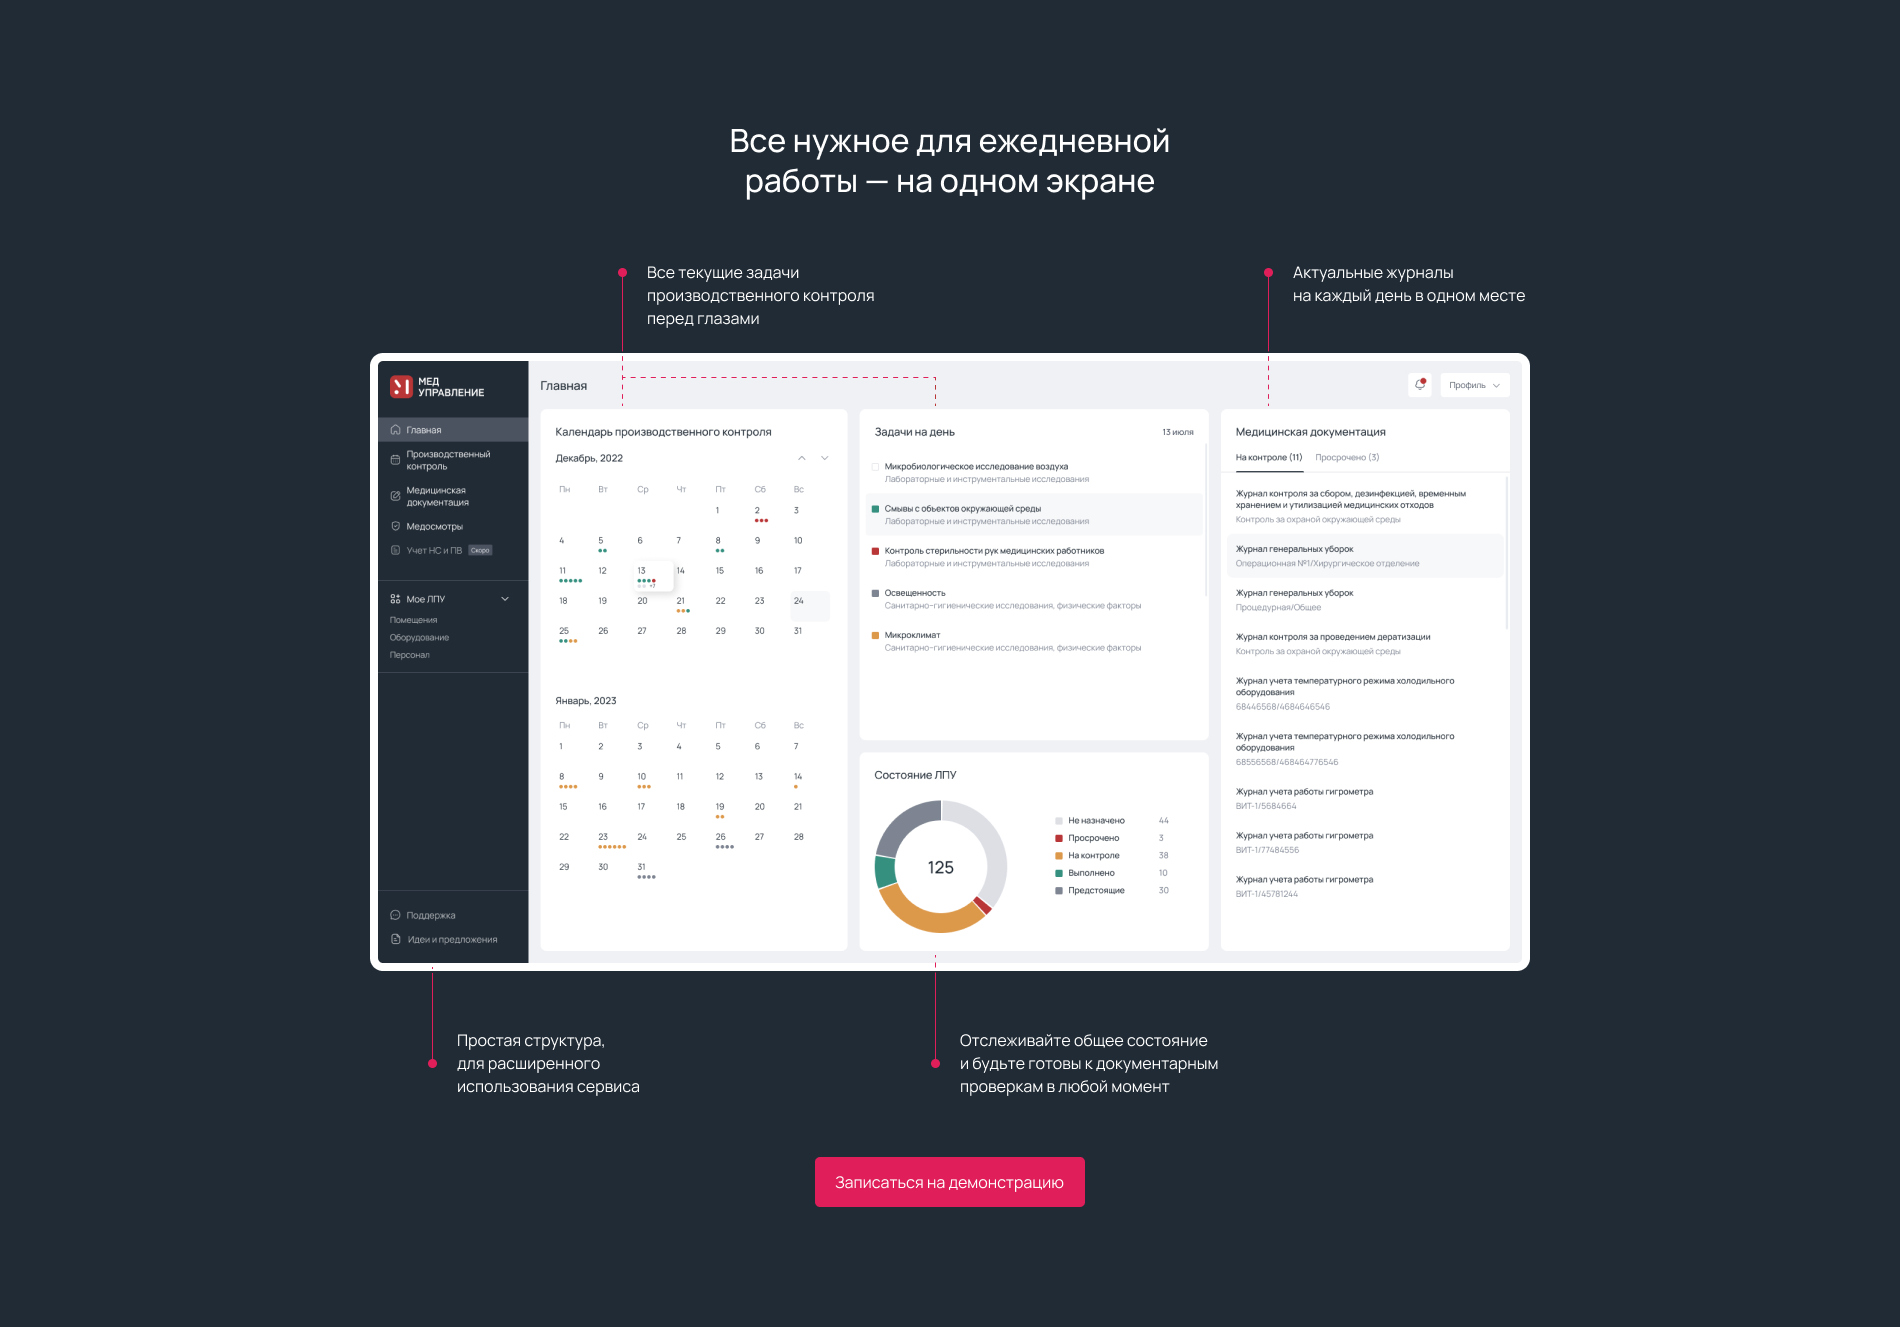 Все нужное для ежедневной
работы — на одном экране
Все текущие задачи
производственного контроля
перед глазами
Актуальные журналы
на каждый день в одном месте
МЕД
УПРАВЛЕНИЕ
Главная
Производственный
контроль
Медицинская
документация
Медосмотры
Учет НС и ПВ Скоро
Мое ЛПУ
Помещения
Оборудование
Персонал
Поддержка
Идеи и предложения
Главная
Профиль
Календарь производственного контроля
Декабрь, 2022
Пн Вт Ср Чт Пт Сб Вс
1 2 3
4 5 6 7 8 9 10
11 12 13 14 15 16 17
+7
18 19 20 21 22 23 24
25 26 27 28 29 30 31
Январь, 2023
Пн Вт Ср Чт Пт Сб Вс
1 2 3 4 5 6 7
8 9 10 11 12 13 14
15 16 17 18 19 20 21
22 23 24 25 26 27 28
29 30 31
Задачи на день 13 июля
Микробиологическое исследование воздуха
Лабораторные и инструментальные исследования
Смывы с объектов окружающей среды
Лабораторные и инструментальные исследования
Контроль стерильности рук медицинских работников
Лабораторные и инструментальные исследования
Освещенность
Санитарно-гигиенические исследования, физические факторы
Микроклимат
Санитарно-гигиенические исследования, физические факторы
Состояние ЛПУ
125
Не назначено 44
Просрочено 3
На контроле 38
Выполнено 10
Предстоящие 30
Медицинская документация
На контроле (11) Просрочено (3)
Журнал контроля за сбором, дезинфекцией, временным
хранением и утилизацией медицинских отходов
Контроль за охраной окружающей среды
Журнал генеральных уборок
Операционная №1/Хирургическое отделение
Журнал генеральных уборок
Процедурная/Общее
Журнал контроля за проведением дератизации
Контроль за охраной окружающей среды
Журнал учета температурного режима холодильного
оборудования
68446568/4684646546
Журнал учета температурного режима холодильного
оборудования
68556568/468464776546
Журнал учета работы гигрометра
ВИТ-1/5684664
Журнал учета работы гигрометра
ВИТ-1/77484556
Журнал учета работы гигрометра
ВИТ-1/45781244
Простая структура,
для расширенного
использования сервиса
Отслеживайте общее состояние
и будьте готовы к документарным
проверкам в любой момент
Записаться на демонстрацию